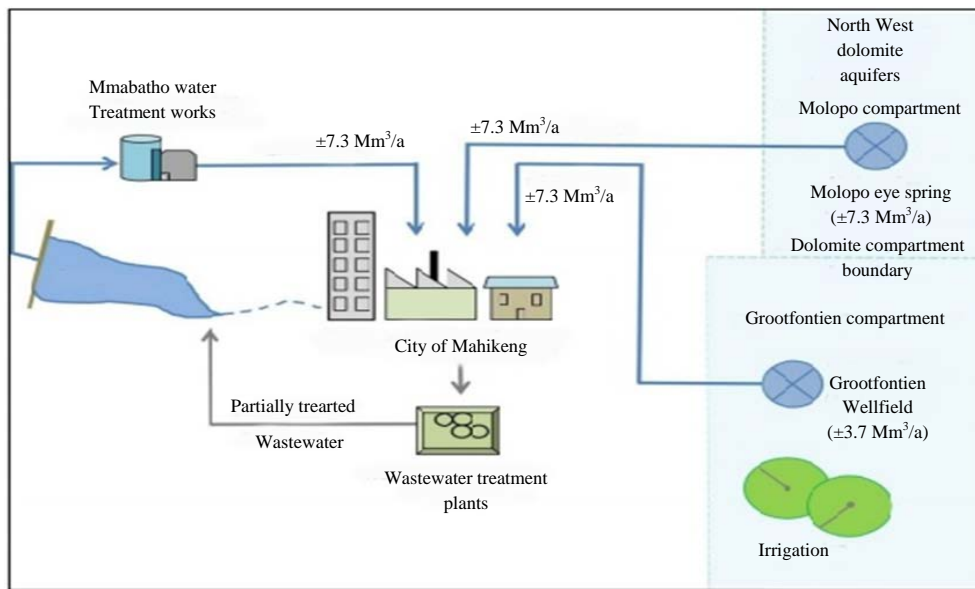 North West
dolomite
aquifers
Mmabatho water
Treatment works
Molopo compartment
±7.3 Mm³/a
±7.3 Mm³/a
±7.3 Mm³/a
Molopo eye spring
(±7.3 Mm³/a)
Dolomite compartment
boundary
Grootfontien compartment
City of Mahikeng
Grootfontien
Wellfield
(±3.7 Mm³/a)
Partially trearted
Wastewater
Wastewater treatment
plants
Irrigation